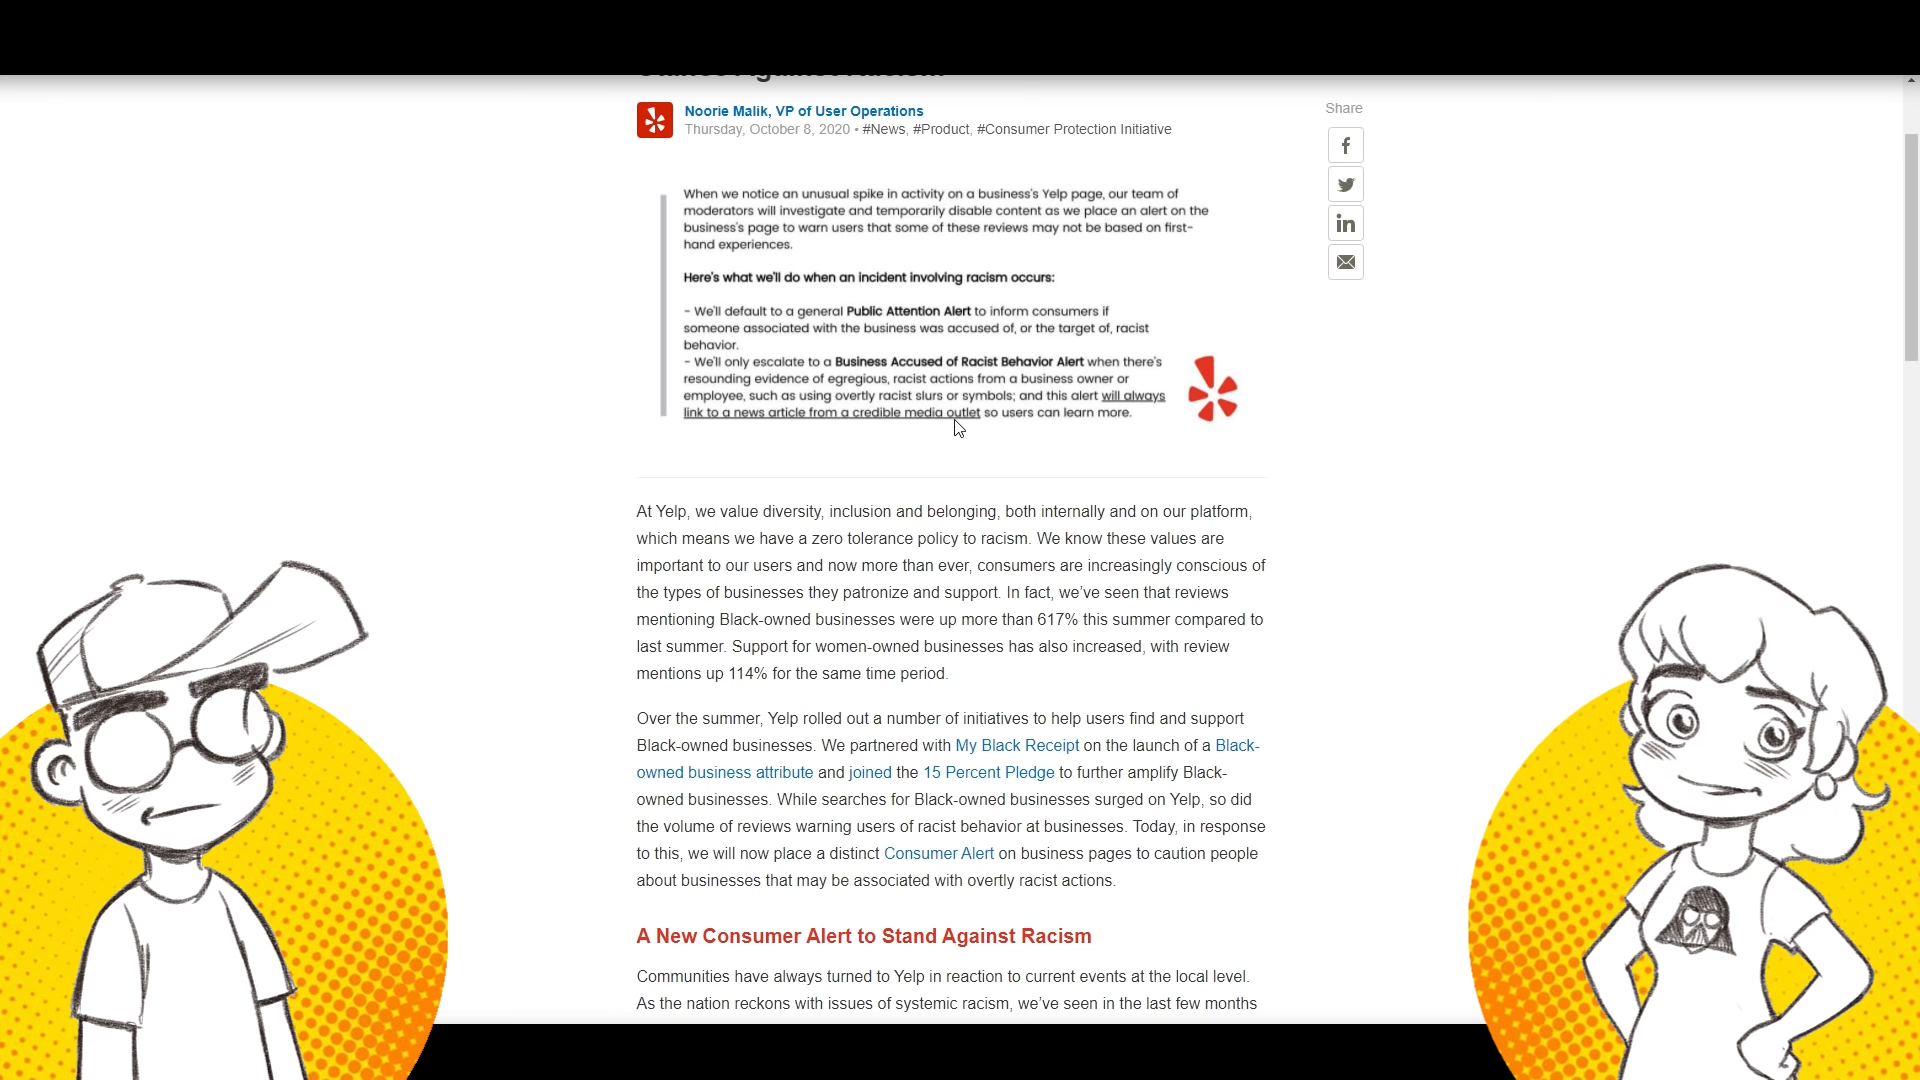 Noorie Malik, VP of User Operations
Thursday, October 8, 2020 • #News, #Product, #Consumer Protection Initiative
Share
When we notice an unusual spike in activity on a business's Yelp page, our team of
moderators will investigate and temporarily disable content as we place an alert on the
business's page to warn users that some of these reviews may not be based on first-
hand experiences.
Here's what we'll do when an incident involving racism occurs:
- We'll default to a general Public Attention Alert to inform consumers if
someone associated with the business was accused of, or the target of, racist
behavior.
- We'll only escalate to a Business Accused of Racist Behavior Alert when there's
resounding evidence of egregious, racist actions from a business owner or
employee, such as using overtly racist slurs or symbols; and this alert will always
link to a news article from a credible media outlet so users can learn more.
At Yelp, we value diversity, inclusion and belonging, both internally and on our platform,
which means we have a zero tolerance policy to racism. We know these values are
important to our users and now more than ever, consumers are increasingly conscious of
the types of businesses they patronize and support. In fact, we've seen that reviews
mentioning Black-owned businesses were up more than 617% this summer compared to
last summer. Support for women-owned businesses has also increased, with review
mentions up 114% for the same time period.
Over the summer, Yelp rolled out a number of initiatives to help users find and support
Black-owned businesses. We partnered with My Black Receipt on the launch of a Black-
owned business attribute and joined the 15 Percent Pledge to further amplify Black-
owned businesses. While searches for Black-owned businesses surged on Yelp, so did
the volume of reviews warning users of racist behavior at businesses. Today, in response
to this, we will now place a distinct Consumer Alert on business pages to caution people
about businesses that may be associated with overtly racist actions.
A New Consumer Alert to Stand Against Racism
Communities have always turned to Yelp in reaction to current events at the local level.
As the nation reckons with issues of systemic racism, we've seen in the last few months